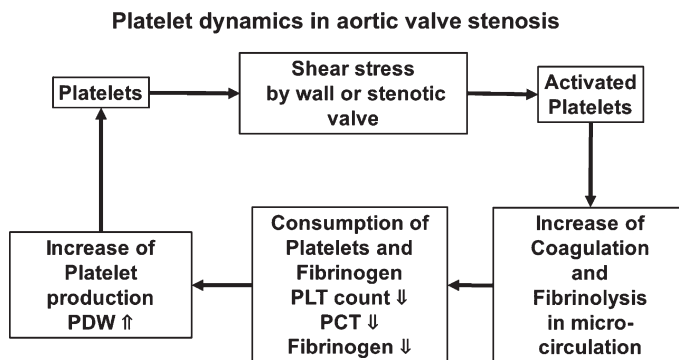 Platelet dynamics in aortic valve stenosis
Platelets
Shear stress
by wall or stenotic
valve
Activated
Platelets
Increase of
Coagulation
and
Fibrinolysis
in micro-
circulation
Consumption of
Platelets and
Fibrinogen
PLT count ⇓
PCT ⇓
Fibrinogen ⇓
Increase of
Platelet
production
PDW ⇑